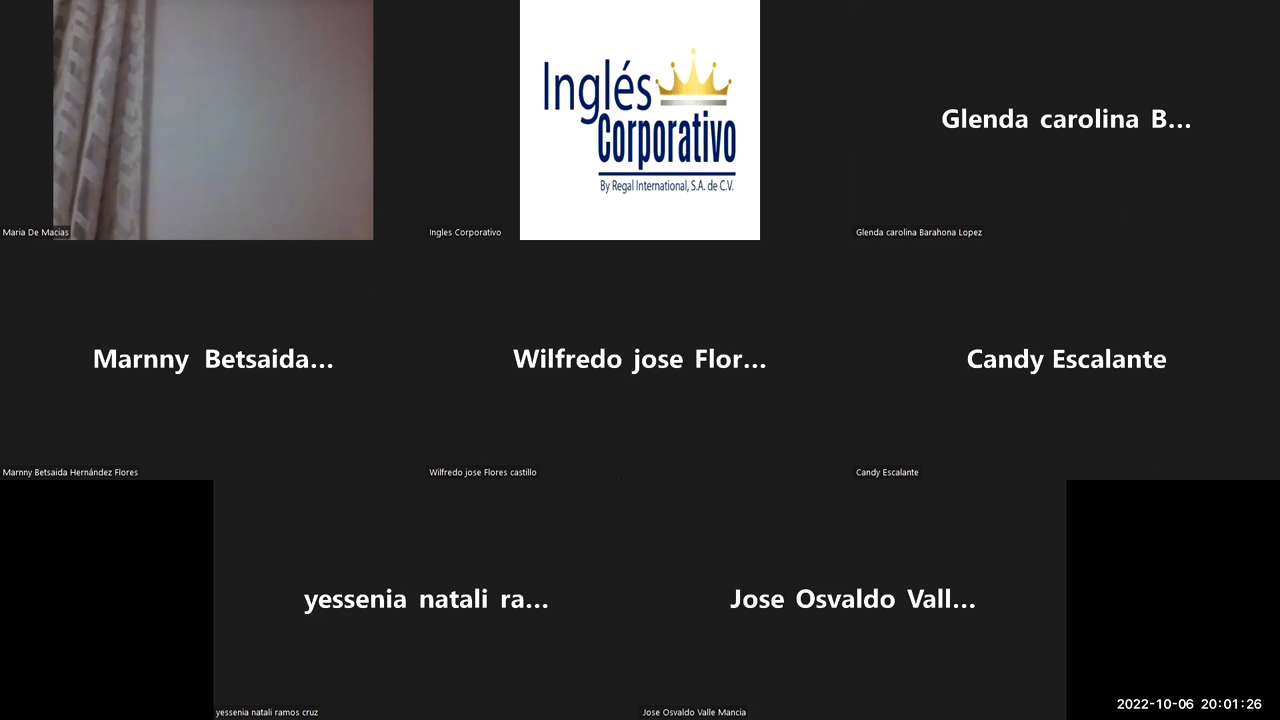 Inglés
Corporativo
By Regal International, S.A. de C.V.
Glenda carolina B...
Maria De Macias
Ingles Corporativo
Glenda carolina Barahona Lopez
Marnny Betsaida...
Wilfredo jose Flor...
Candy Escalante
Marnny Betsaida Hernández Flores
Wilfredo jose Flores castillo
Candy Escalante
yessenia natali ra...
Jose Osvaldo Vall...
yessenia natali ramos cruz
Jose Osvaldo Valle Mancia
2022-10-06 20:01:26